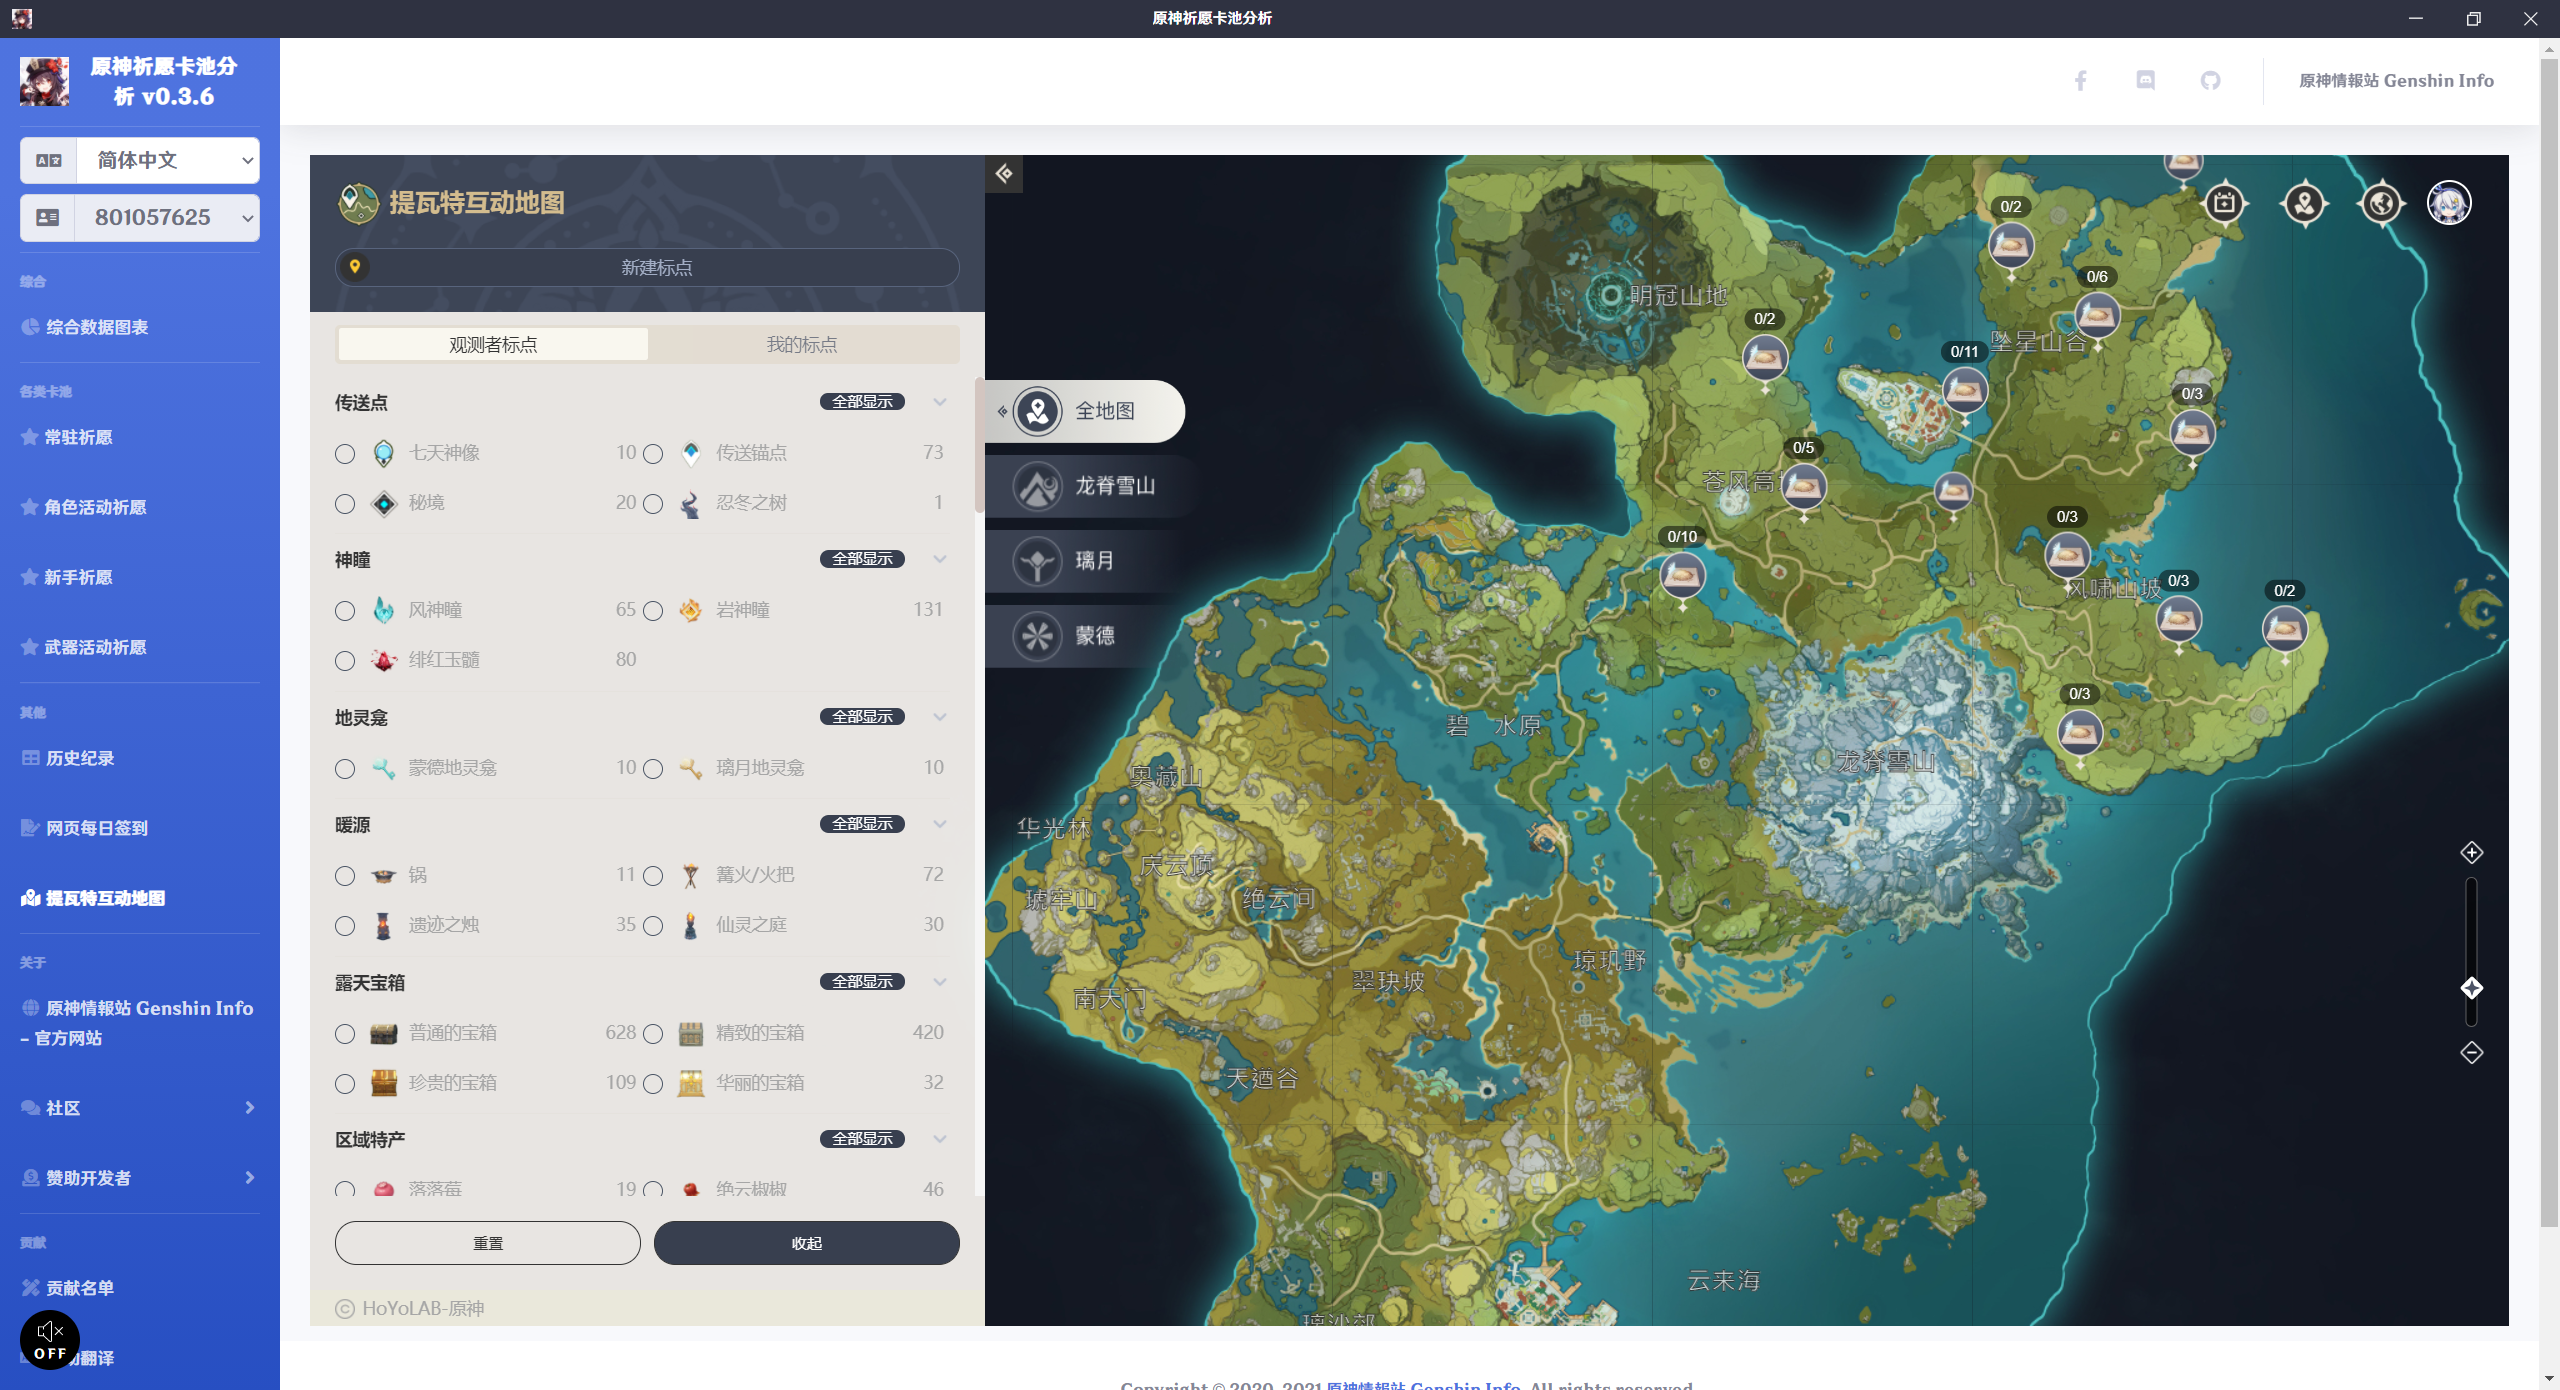 原神祈愿卡池分析
原神祈愿卡池分
析 v0.3.6
简体中文
801057625
综合
综合数据图表
各类卡池
常驻祈愿
角色活动祈愿
新手祈愿
武器活动祈愿
其他
历史纪录
网页每日签到
提瓦特互动地图
关于
原神情報站 Genshin Info
- 官方网站
社区
赞助开发者
贡献
贡献名单
OFF
翻译
原神情報站 Genshin Info
提瓦特互动地图
新建标点
观测者标点
我的标点
传送点 全部显示
七天神像 10 传送锚点 73
秘境 20 忍冬之树 1
神瞳 全部显示
风神瞳 65 岩神瞳 131
绯红玉髓 80
地灵龛 全部显示
蒙德地灵龛 10 璃月地灵龛 10
暖源 全部显示
锅 11 篝火/火把 72
遗迹之烛 35 仙灵之庭 30
露天宝箱 全部显示
普通的宝箱 628 精致的宝箱 420
珍贵的宝箱 109 华丽的宝箱 32
区域特产 全部显示
落落莓 19 绝云椒椒 46
重置 收起
© HoYoLAB-原神
全地图
龙脊雪山
璃月
蒙德
0/2
0/6
明冠山地
0/2
坠星山谷
0/11
0/3
0/5
苍风高
0/10
0/3
风啸山坡
0/3
0/2
0/3
碧 水原
龙脊雪山
奥藏山
华光林
庆云顶
琥牢山
绝云间
琼玑野
翠玦坡
南天门
天遒谷
云来海
璃沙郊
Copyright © 2020-2021 原神情報站 Genshin Info. All rights reserved